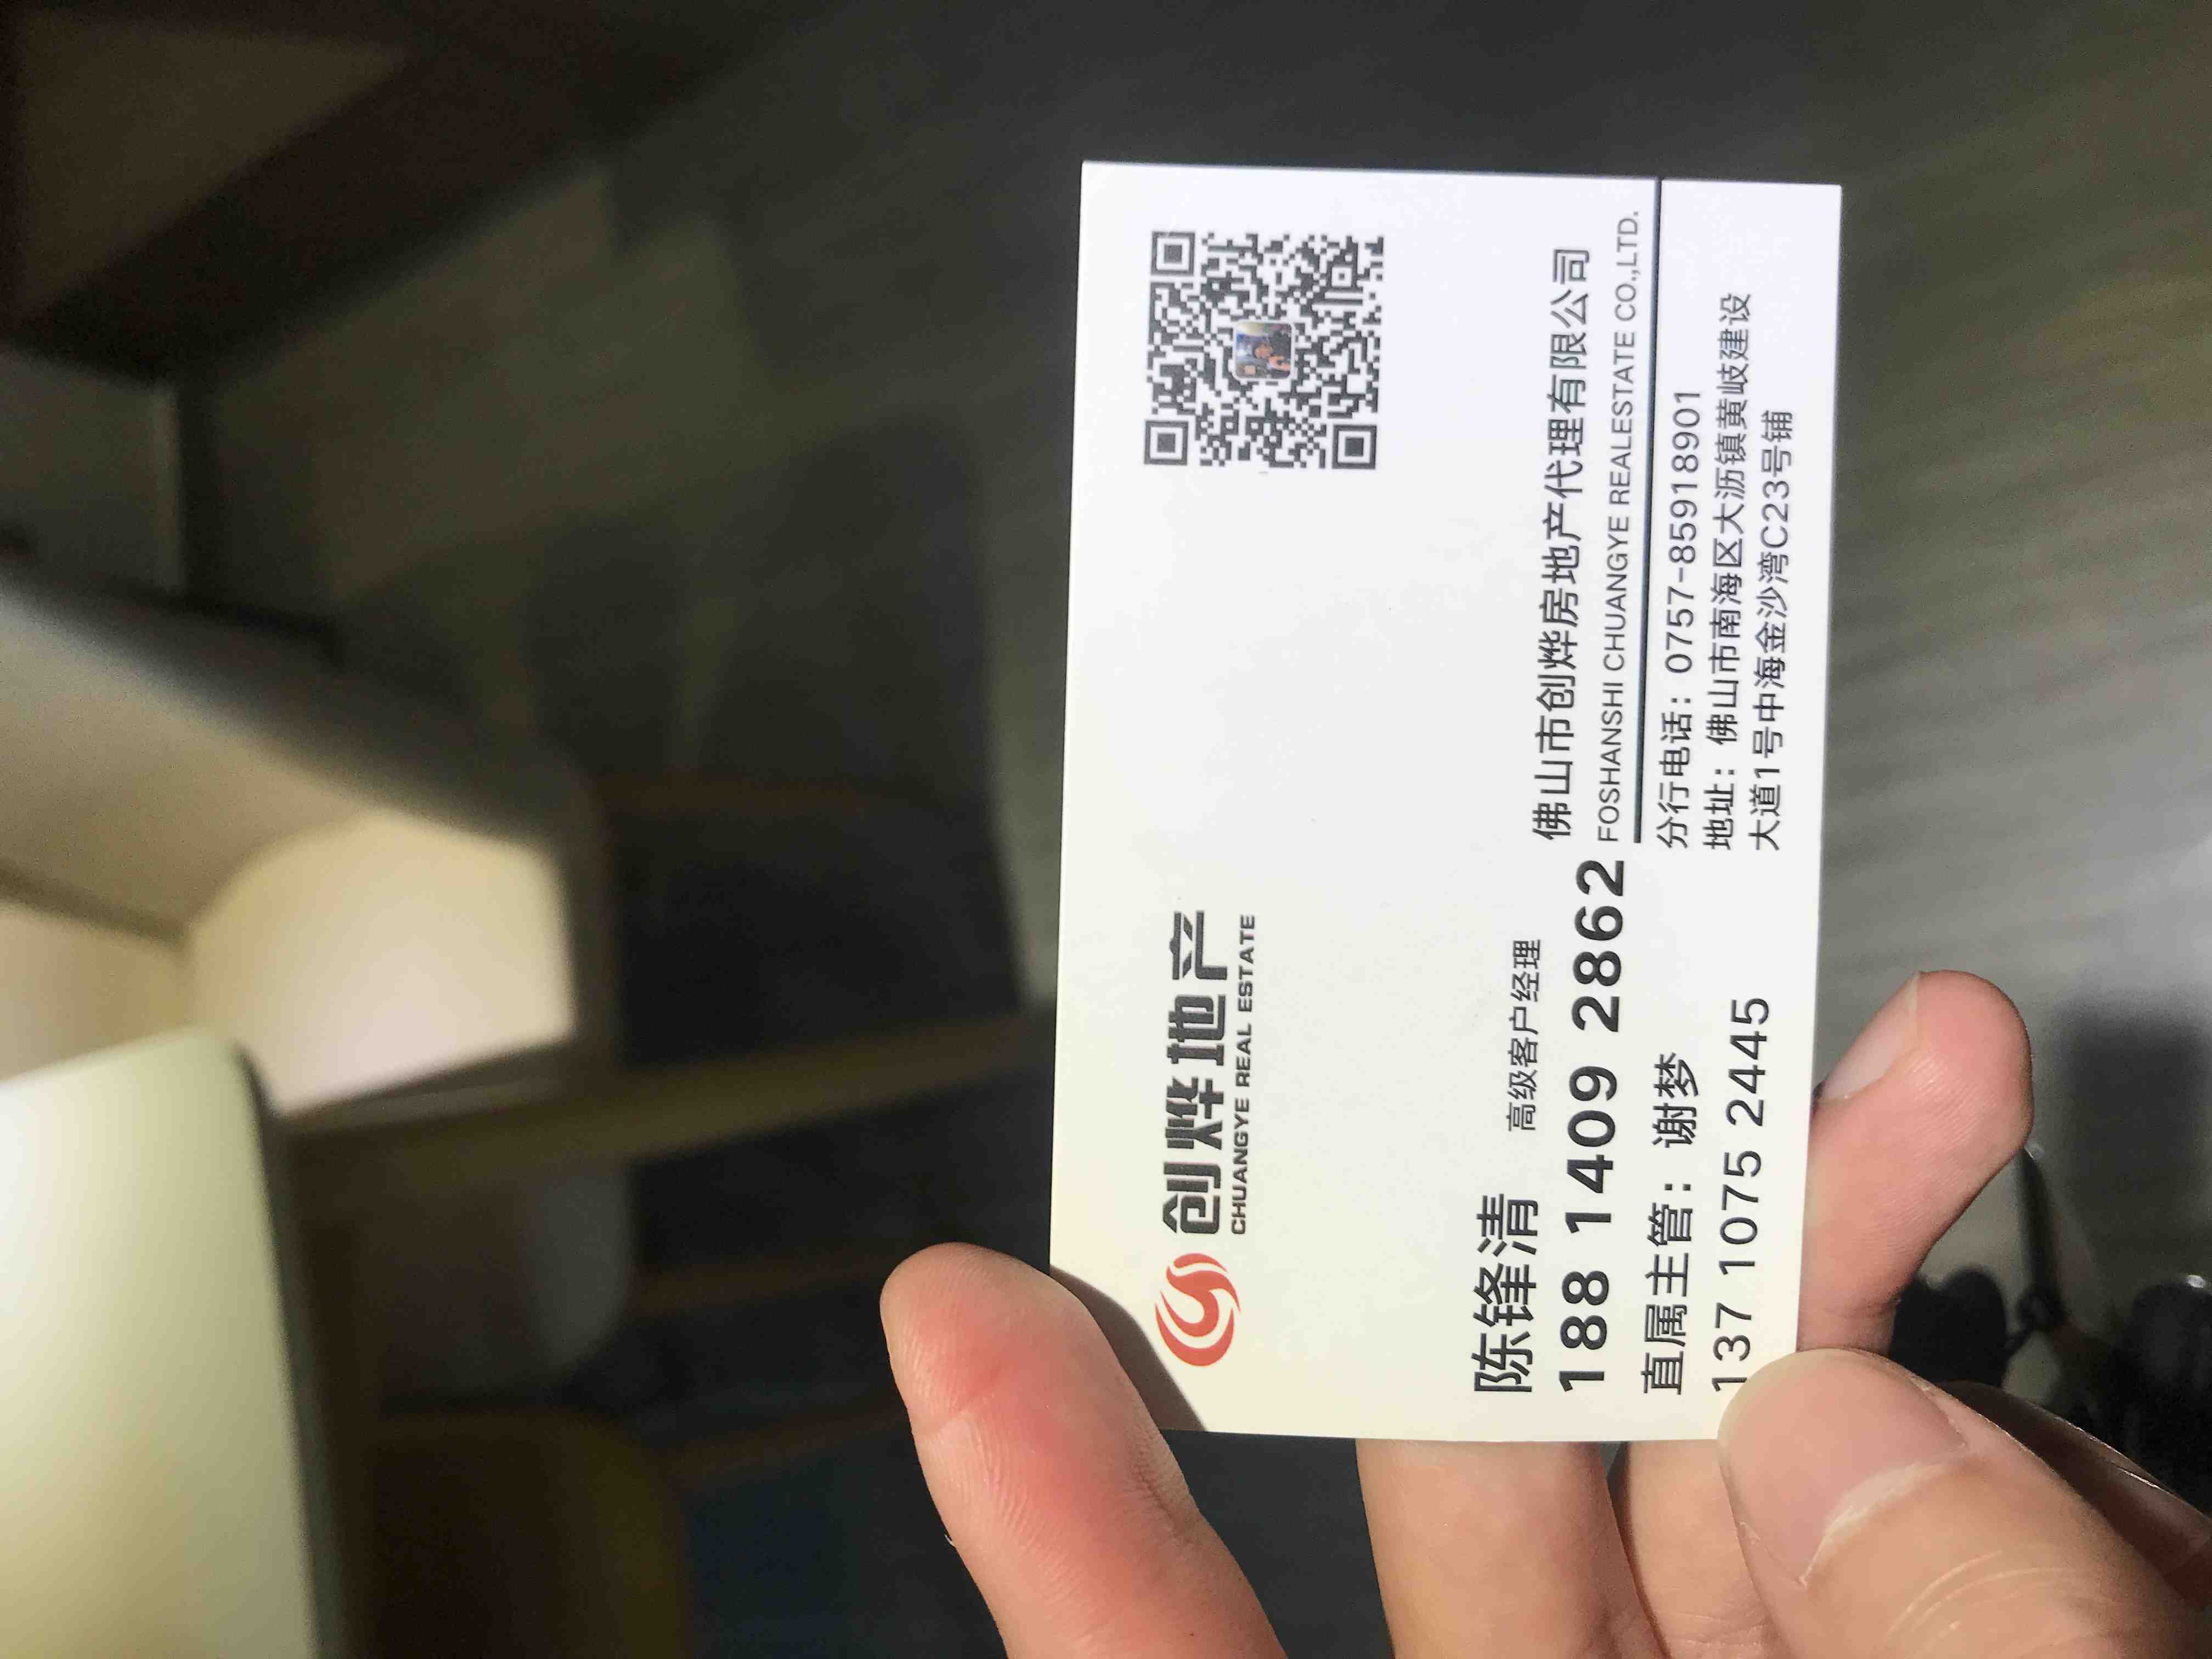 创烨地产
CHUANGYE REAL ESTATE
陈锋清 高级客户经理
188 1409 2862
直属主管：谢梦
137 1075 2445
佛山市创烨房地产代理有限公司
FOSHANSHI CHUANGYE REALESTATE CO.,LTD.
分行电话：0757-85918901
地址：佛山市南海区大沥镇黄岐建设
大道1号中海金沙湾C23号铺